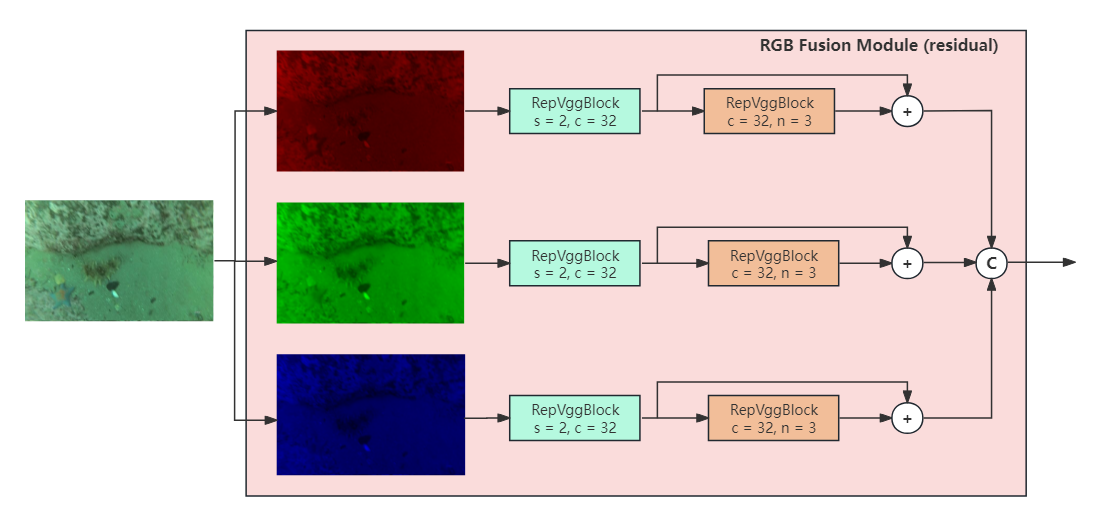 RGB Fusion Module (residual)
RepVggBlock
s = 2, c = 32
RepVggBlock
c = 32, n = 3
+
RepVggBlock
s = 2, c = 32
RepVggBlock
c = 32, n = 3
+
C
RepVggBlock
s = 2, c = 32
RepVggBlock
c = 32, n = 3
+